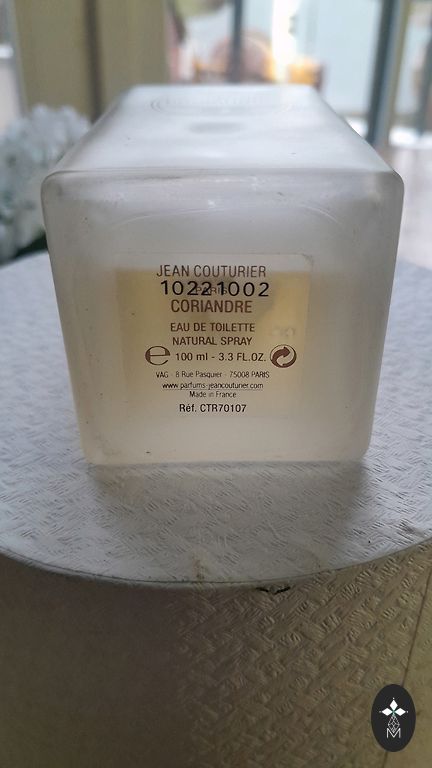 JEAN COUTURIER
PARIS
10221002
CORIANDRE
EAU DE TOILETTE
NATURAL SPRAY
e 100 ml - 3.3 FL.OZ.
VAG - 8 Rue Pasquier - 75008 PARIS
www.parfums-jeancouturier.com
Made in France
Réf. CTR70107
M